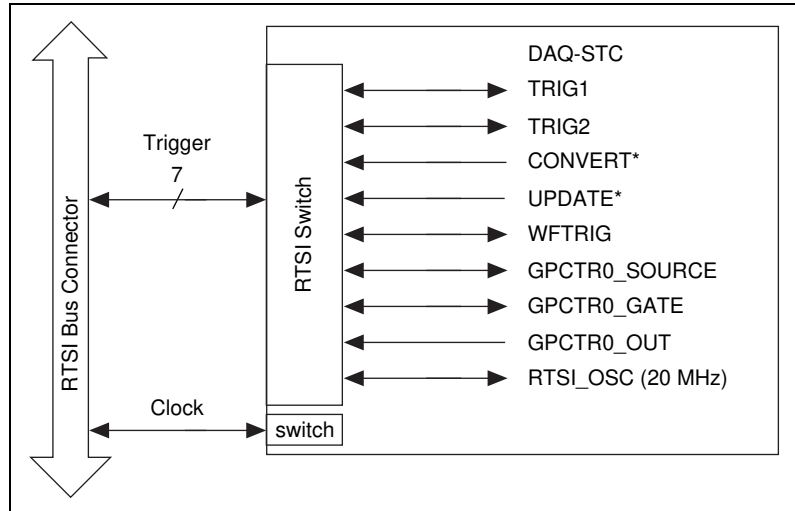 DAQ-STC
TRIG1
TRIG2
CONVERT*
UPDATE*
WFTRIG
GPCTR0_SOURCE
GPCTR0_GATE
GPCTR0_OUT
RTSI_OSC (20 MHz)
Trigger
7
RTSI Switch
RTSI Bus Connector
Clock
switch